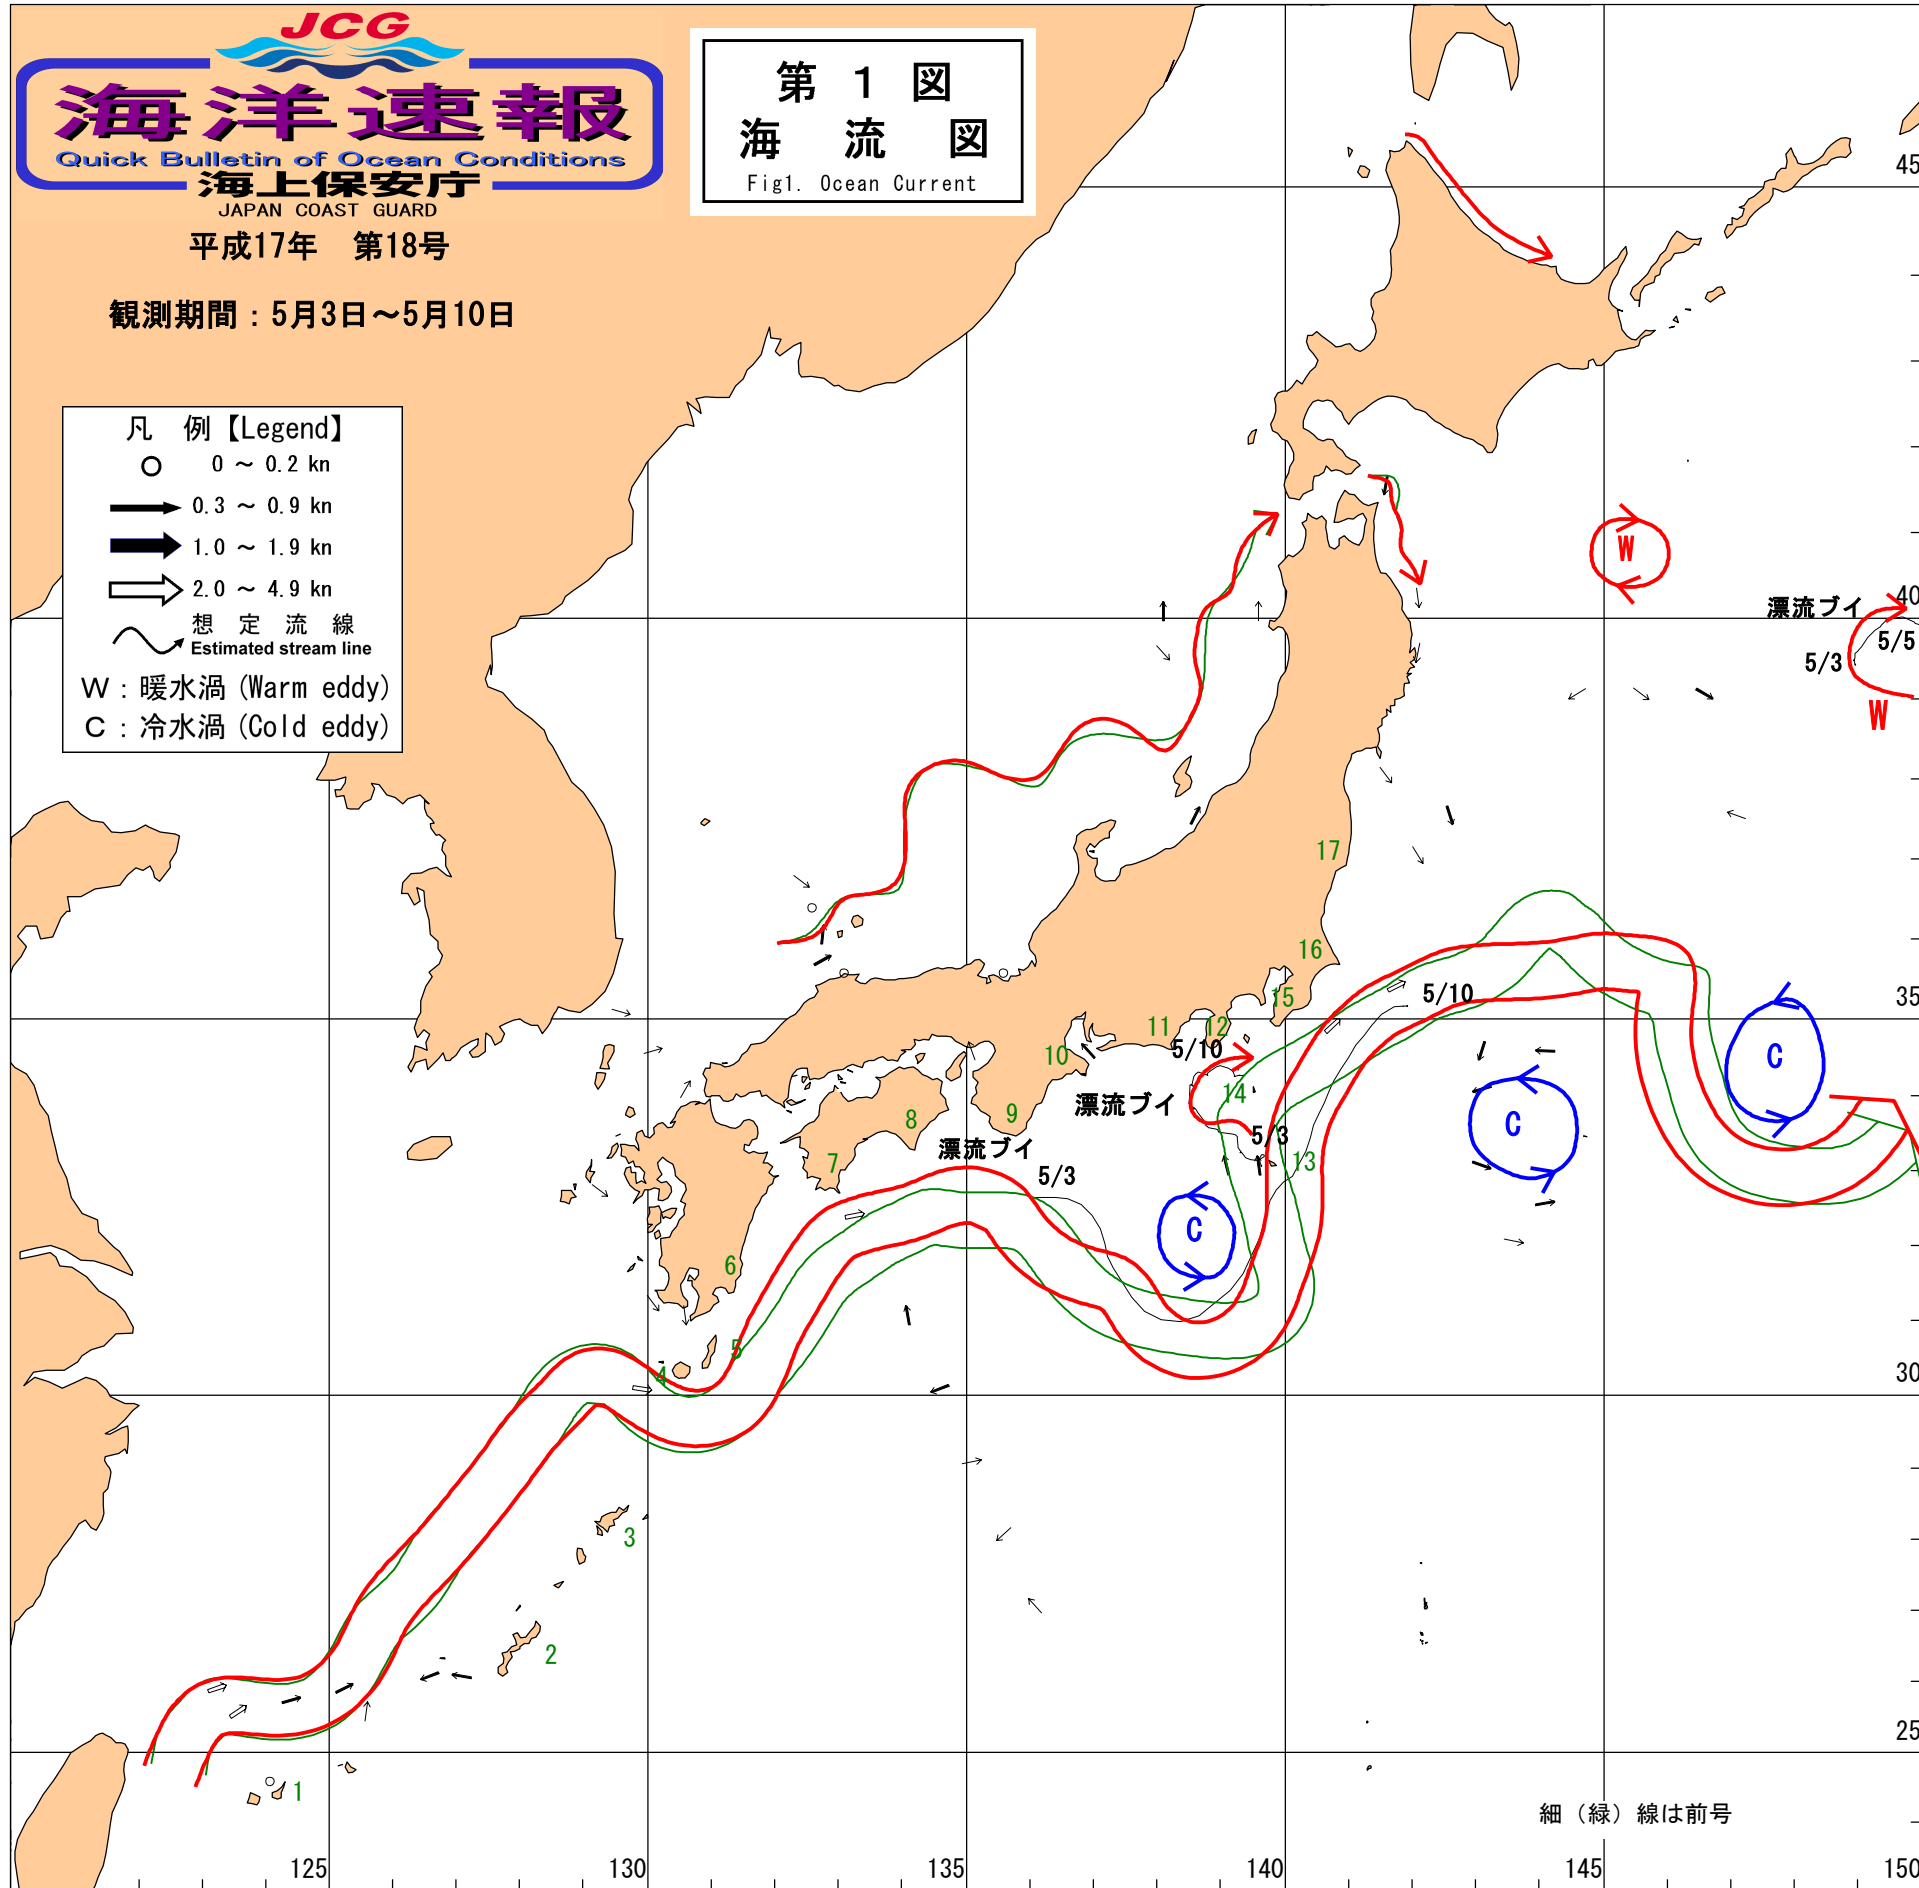 JCG
海洋速報
Quick Bulletin of Ocean Conditions
海上保安庁
JAPAN COAST GUARD
平成17年 第18号
観測期間：5月3日～5月10日
第 1 図
海 流 図
Fig1. Ocean Current
凡 例【Legend】
0 ～ 0.2 kn
0.3 ～ 0.9 kn
1.0 ～ 1.9 kn
2.0 ～ 4.9 kn
想 定 流 線
Estimated stream line
W：暖水渦(Warm eddy)
C：冷水渦(Cold eddy)
45
W
40
漂流ブイ
5/5
5/3
W
17
16
35
15
5/10
12
11
10
5/10
C
14
漂流ブイ
9
8
C
5/3
漂流ブイ
13
7
5/3
C
6
5
4
30
3
2
25
1
細（緑）線は前号
125
130
135
140
145
150